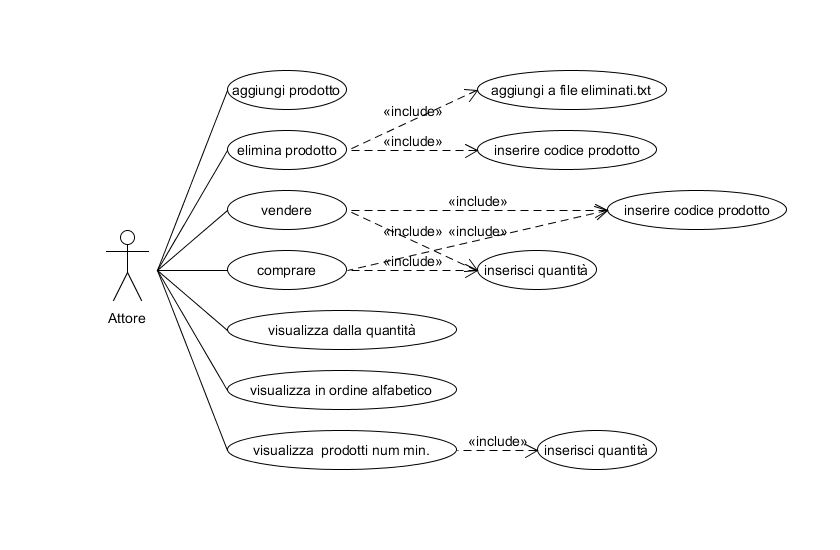 aggiungi prodotto
aggiungi a file eliminati.txt
«include»
elimina prodotto
«include»
inserire codice prodotto
vendere
«include»
inserire codice prodotto
«include»
«include»
comprare
«include»
inserisci quantità
Attore
visualizza dalla quantità
visualizza in ordine alfabetico
visualizza  prodotti num min.
«include»
inserisci quantità